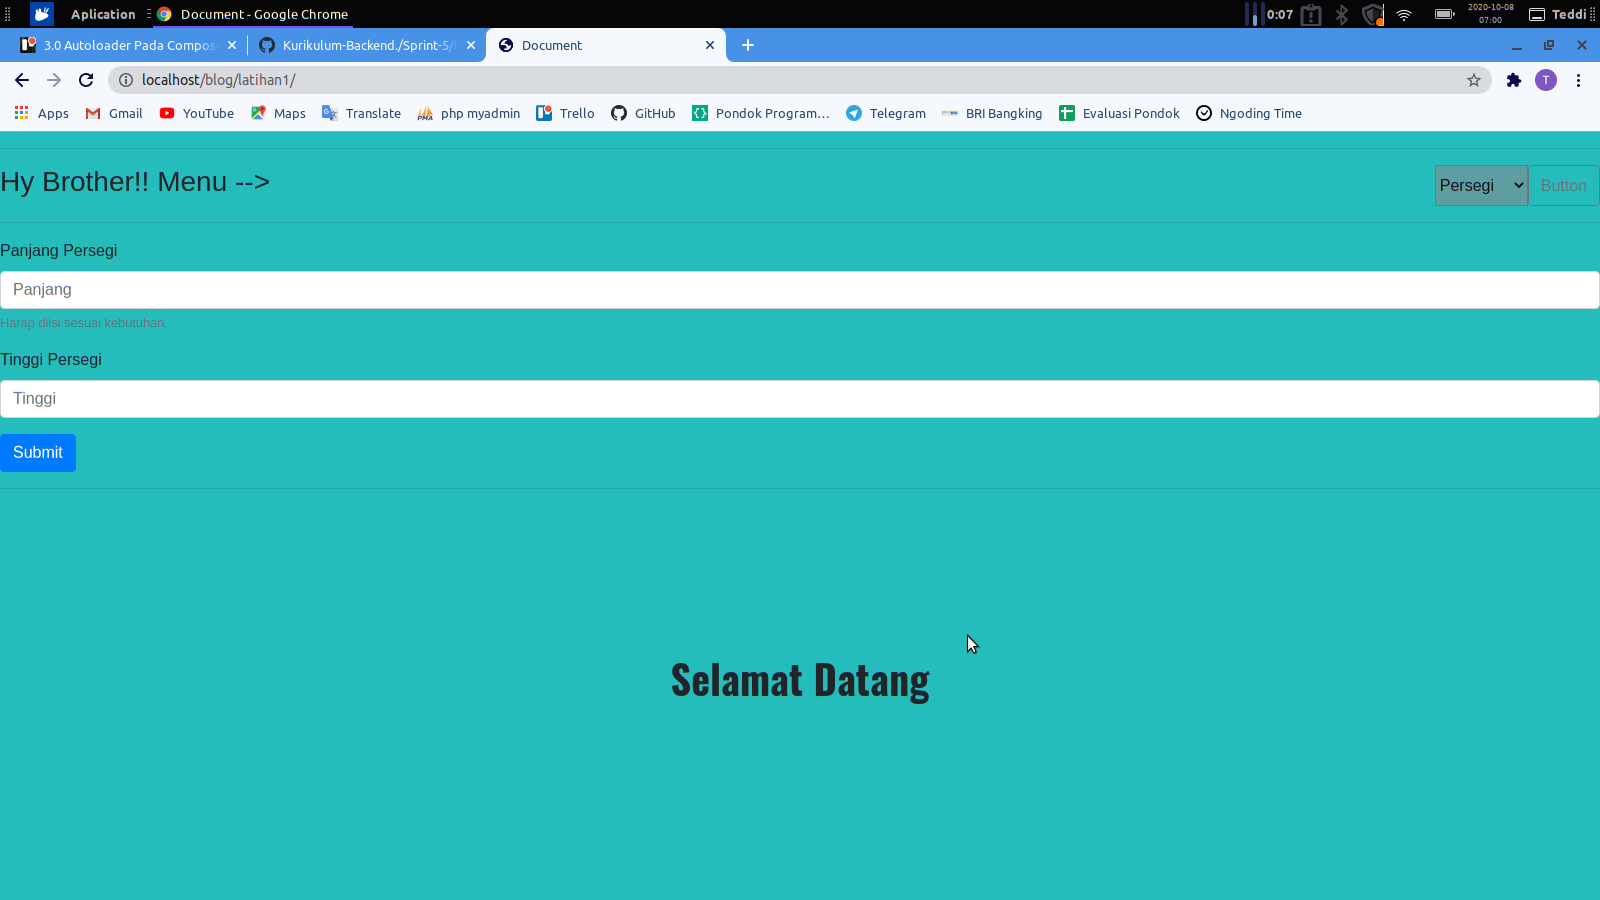 Aplication
Document - Google Chrome
0:07
2020-10-08
07:00
Teddi
3.0 Autoloader Pada Compos
Kurikulum-Backend./Sprint-5/
Document
localhost/blog/latihan1/
T
Apps
Gmail
YouTube
Maps
Translate
php myadmin
Trello
GitHub
Pondok Program...
Telegram
BRI Bangking
Evaluasi Pondok
Ngoding Time
Hy Brother!! Menu -->
Persegi
Button
Panjang Persegi
Panjang
Harap diisi sesuai kebutuhan.
Tinggi Persegi
Tinggi
Submit
Selamat Datang